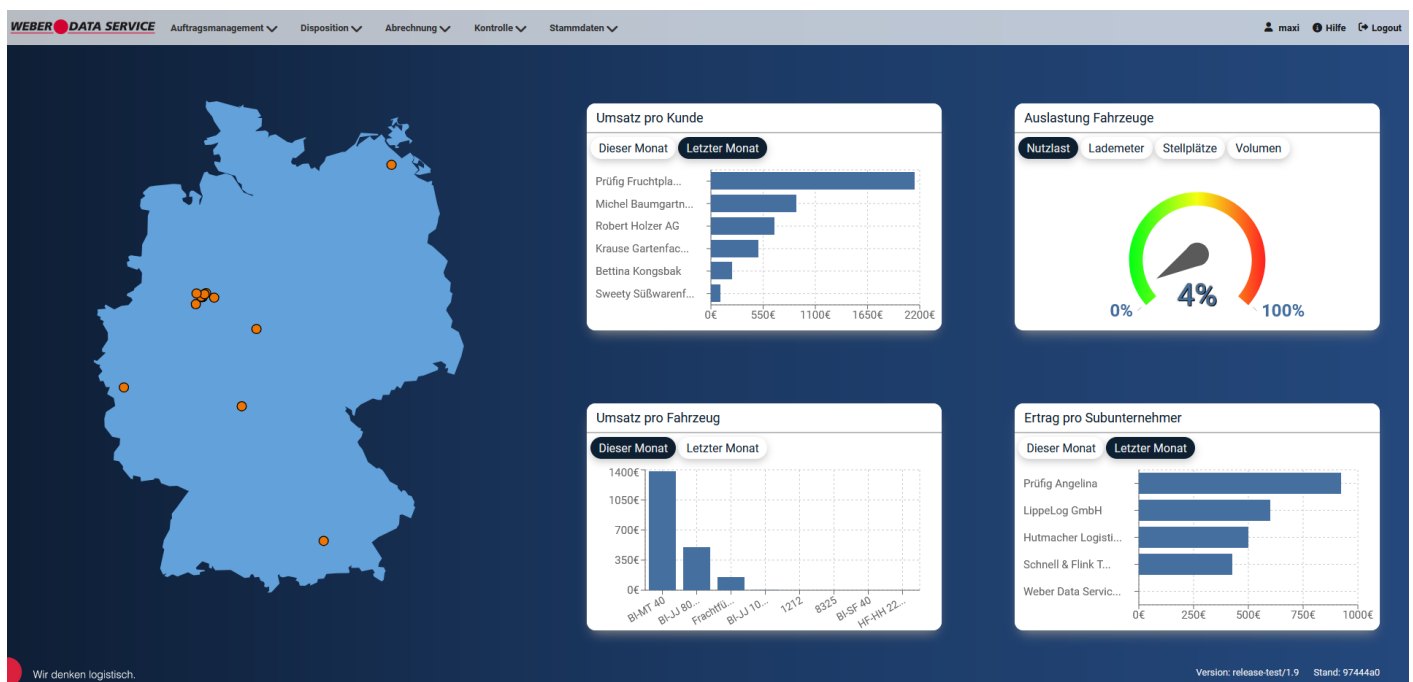 WEBER DATA SERVICE Auftragsmanagement Disposition Abrechnung Kontrolle Stammdaten maxi Hilfe Logout
Umsatz pro Kunde
Dieser Monat Letzter Monat
Prüfig Fruchtpla...
Michel Baumgartn...
Robert Holzer AG
Krause Gartenfac...
Bettina Kongsbak
Sweety Süßwarenf...
0€ 550€ 1100€ 1650€ 2200€
Auslastung Fahrzeuge
Nutzlast Lademeter Stellplätze Volumen
4%
0% 100%
Umsatz pro Fahrzeug
Dieser Monat Letzter Monat
1400€
1050€
700€
350€
0€
BI-MT 40 BI-JJ 80... Frachtfü... BI-JJ 10... 1212 8325 BI-SF 40 HF-HH 22...
Ertrag pro Subunternehmer
Dieser Monat Letzter Monat
Prüfig Angelina
LippeLog GmbH
Hutmacher Logisti...
Schnell & Flink T...
Weber Data Servic...
0€ 250€ 500€ 750€ 1000€
Wir denken logistisch.
Version: release-test/1.9 Stand: 97444a0